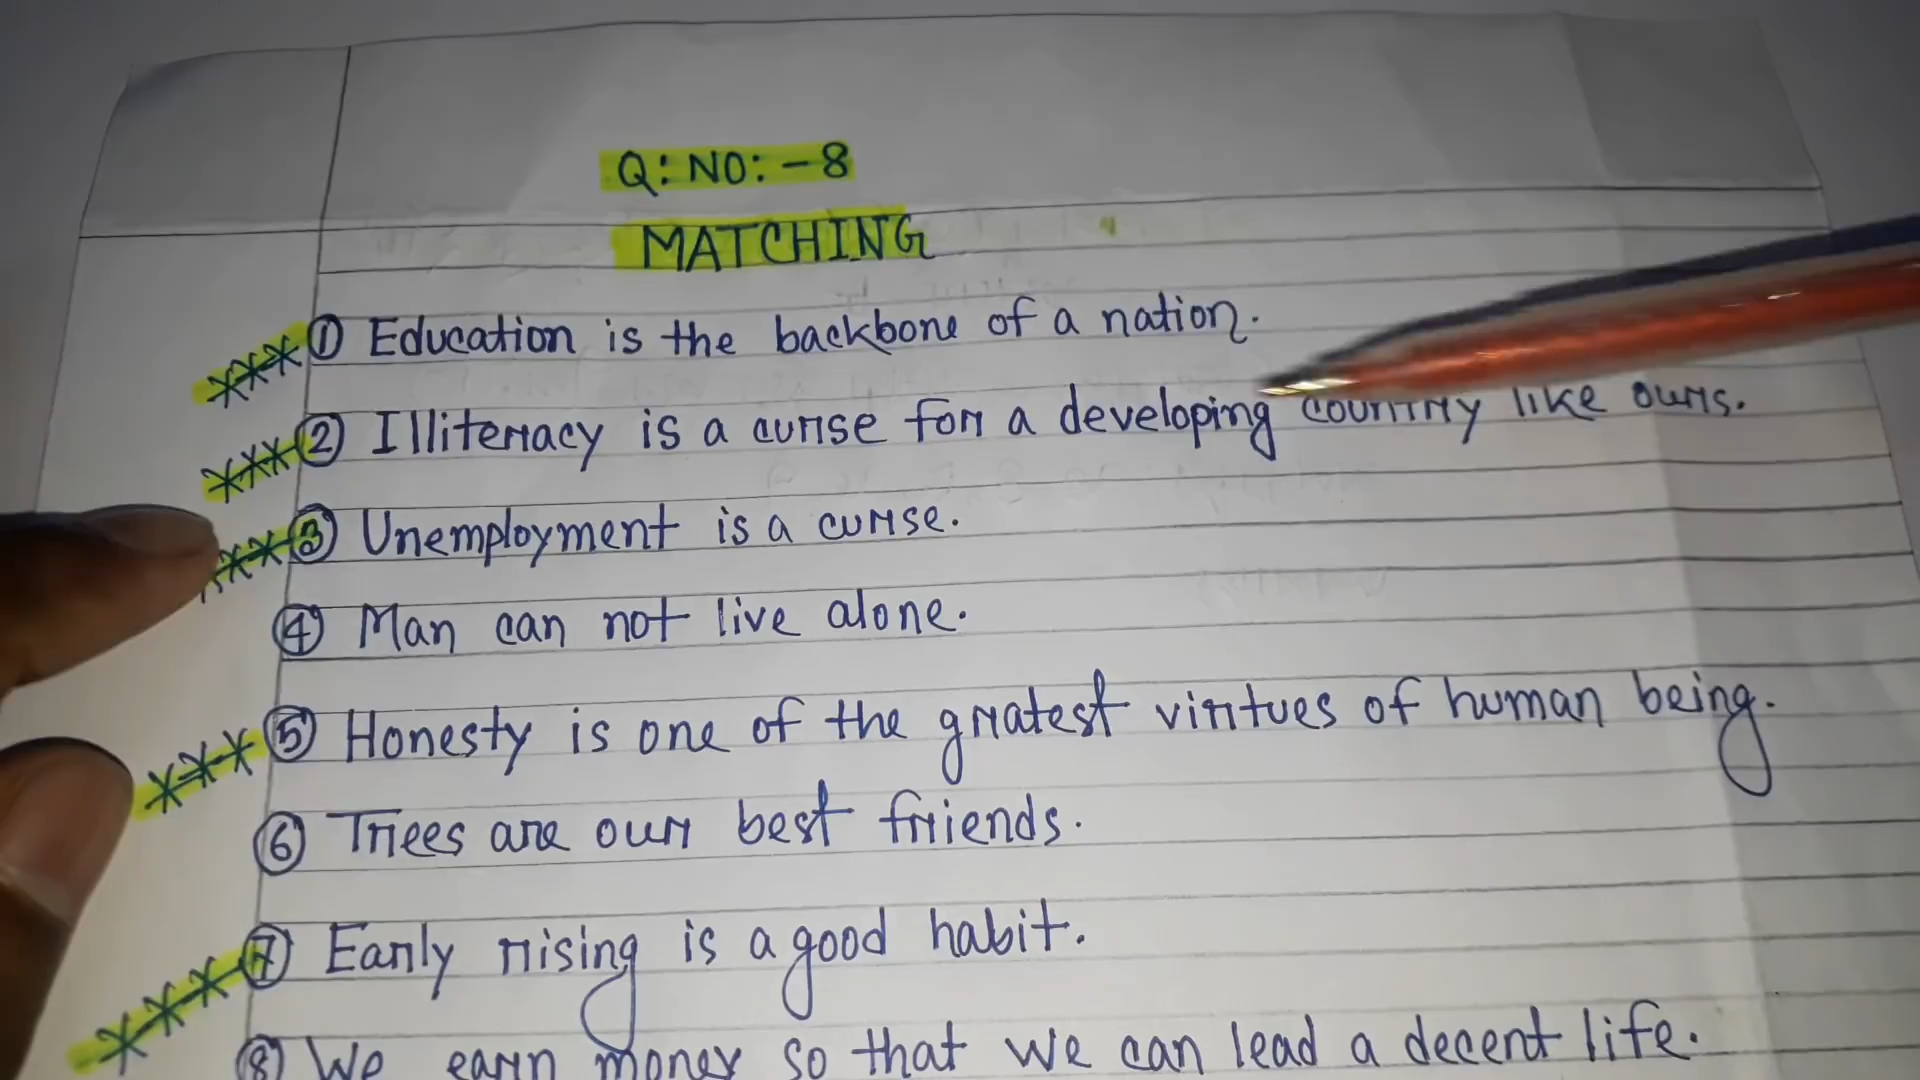 Q: NO: - 8
MATCHING
*** ① Education is the backbone of a nation.
*** ② Illiteracy is a curse for a developing country like ours.
*** ③ Unemployment is a curse.
④ Man can not live alone.
*** ⑤ Honesty is one of the gratest virtues of human being.
⑥ Trees are our best friends.
*** ⑦ Early rising is a good habit.
⑧ We earn money so that we can lead a decent life.